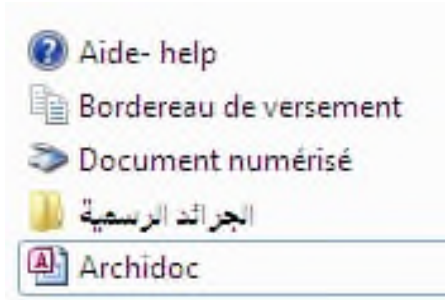 Aide- help
Bordereau de versement
Document numérisé
الجرائد الرسمية
Archidoc